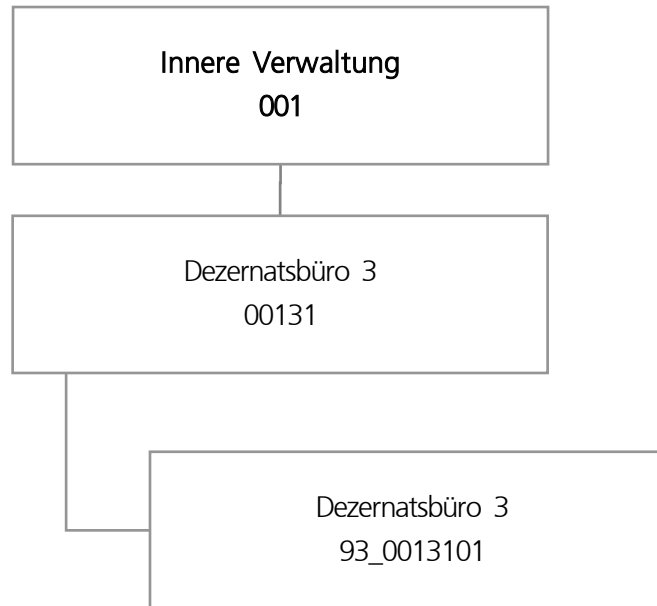 Innere Verwaltung
001
Dezernatsbüro 3
00131
Dezernatsbüro 3
93_0013101